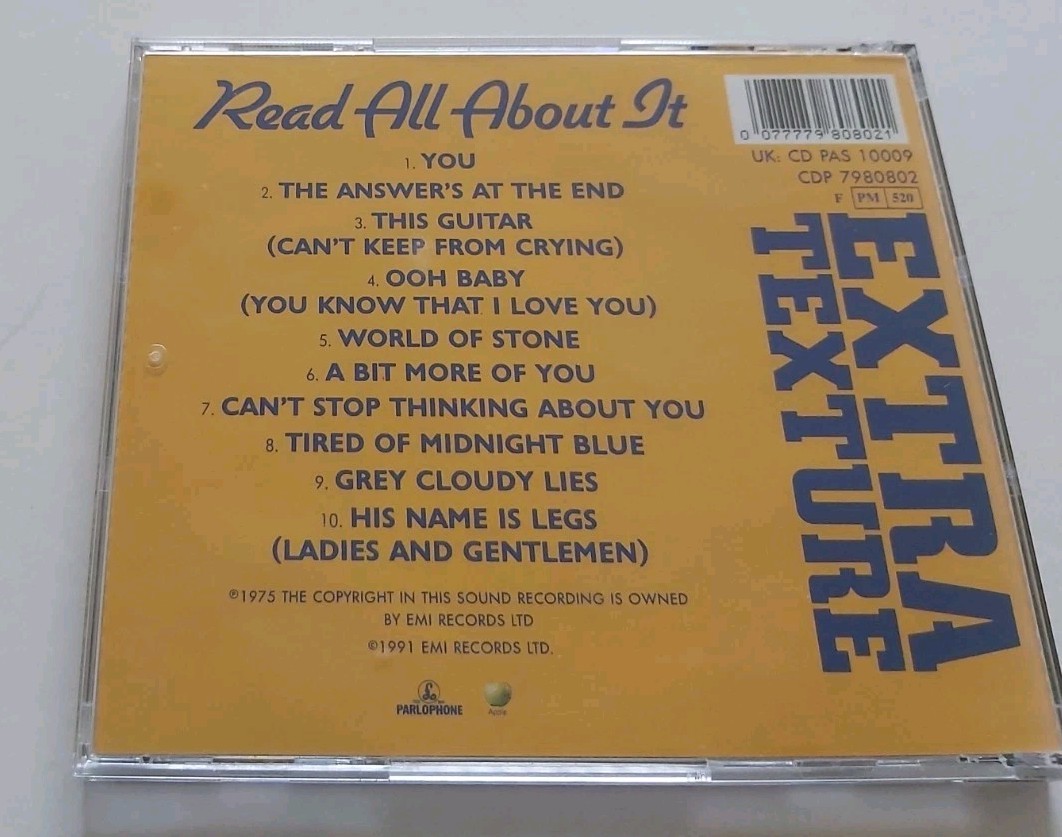 Read All About It
1. YOU
2. THE ANSWER'S AT THE END
3. THIS GUITAR
(CAN'T KEEP FROM CRYING)
4. OOH BABY
(YOU KNOW THAT I LOVE YOU)
5. WORLD OF STONE
6. A BIT MORE OF YOU
7. CAN'T STOP THINKING ABOUT YOU
8. TIRED OF MIDNIGHT BLUE
9. GREY CLOUDY LIES
10. HIS NAME IS LEGS
(LADIES AND GENTLEMEN)
℗1975 THE COPYRIGHT IN THIS SOUND RECORDING IS OWNED
BY EMI RECORDS LTD
©1991 EMI RECORDS LTD.
PARLOPHONE
Apple
0 077779 808021
UK: CD PAS 10009
CDP 7980802
F PM 520
EXTRA
TEXTURE